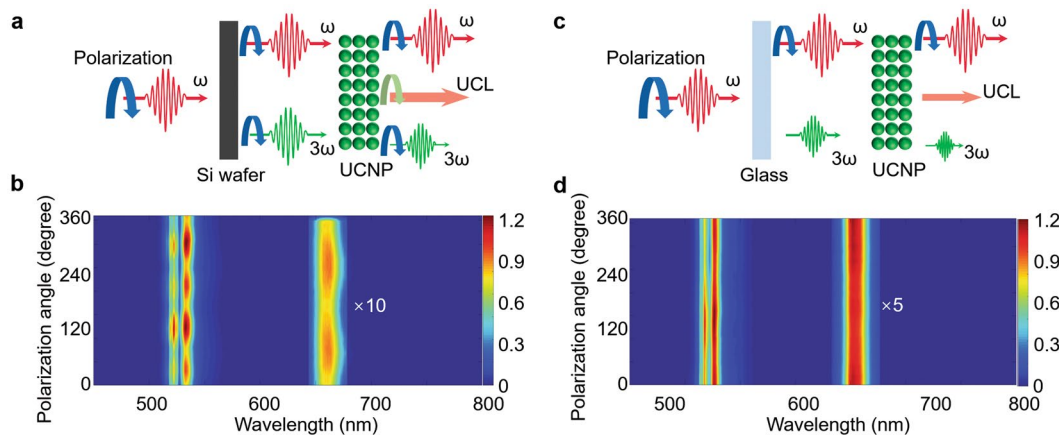 a
Polarization
ω
ω
3ω
ω
UCL
3ω
Si wafer
UCNP
c
Polarization
ω
ω
3ω
ω
UCL
3ω
Glass
UCNP
b
Polarization angle (degree)
360
240
120
0
×10
1.2
0.9
0.6
0.3
0
500 600 700 800
Wavelength (nm)
d
Polarization angle (degree)
360
240
120
0
×5
1.2
0.9
0.6
0.3
0
500 600 700 800
Wavelength (nm)